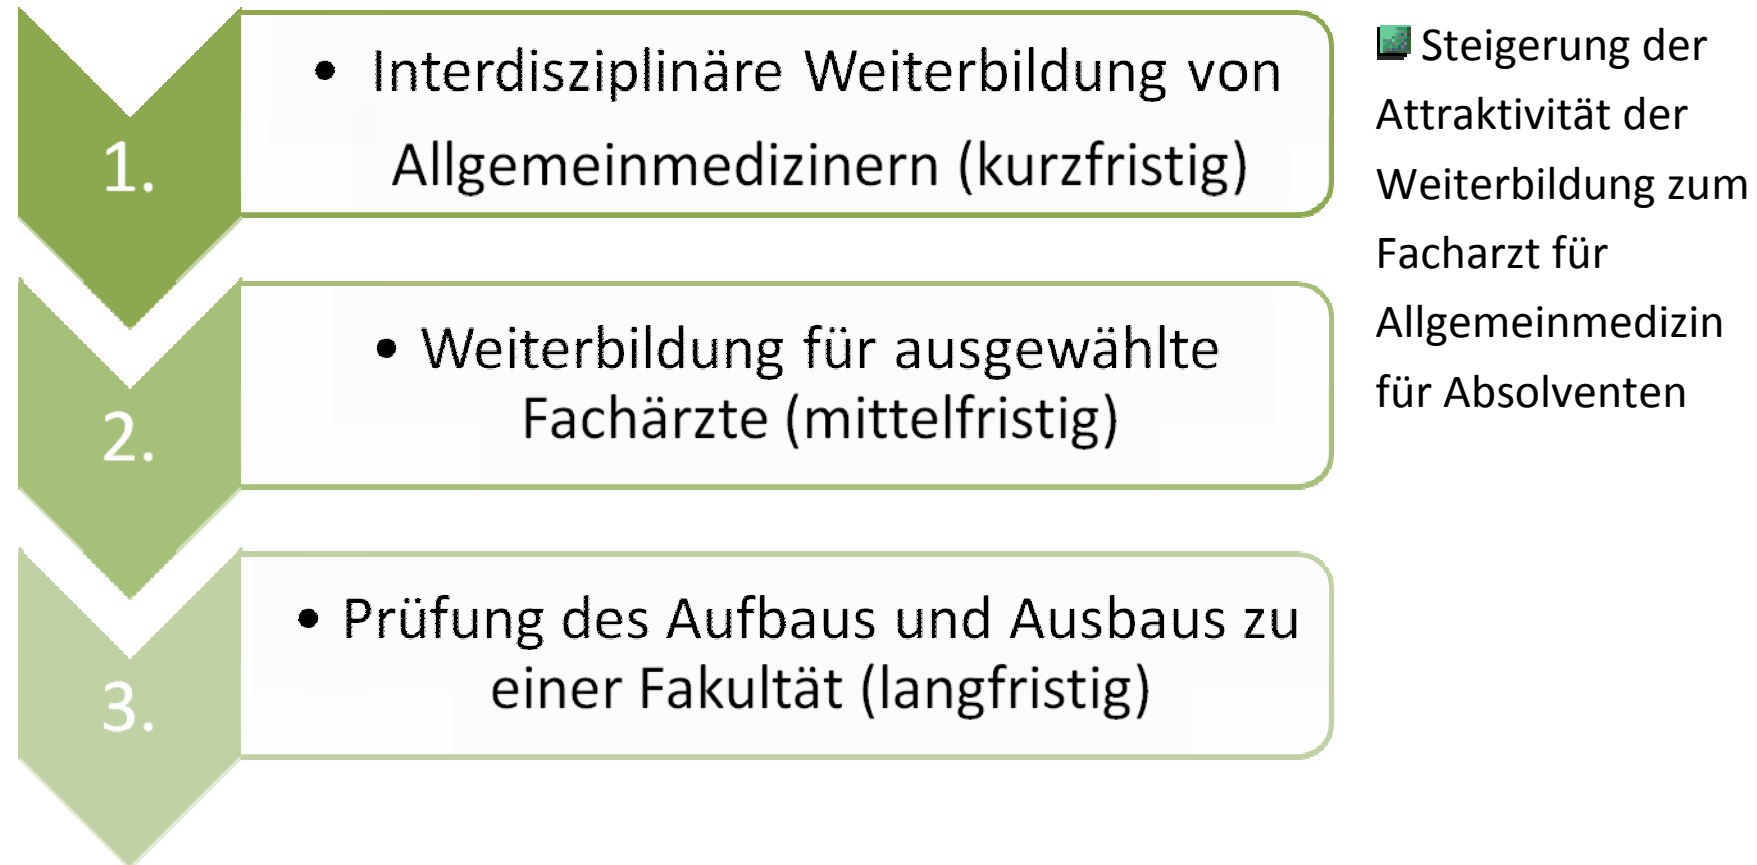 1.
• Interdisziplinäre Weiterbildung von
Allgemeinmedizinern (kurzfristig)
2.
• Weiterbildung für ausgewählte
Fachärzte (mittelfristig)
3.
• Prüfung des Aufbaus und Ausbaus zu
einer Fakultät (langfristig)
Steigerung der
Attraktivität der
Weiterbildung zum
Facharzt für
Allgemeinmedizin
für Absolventen